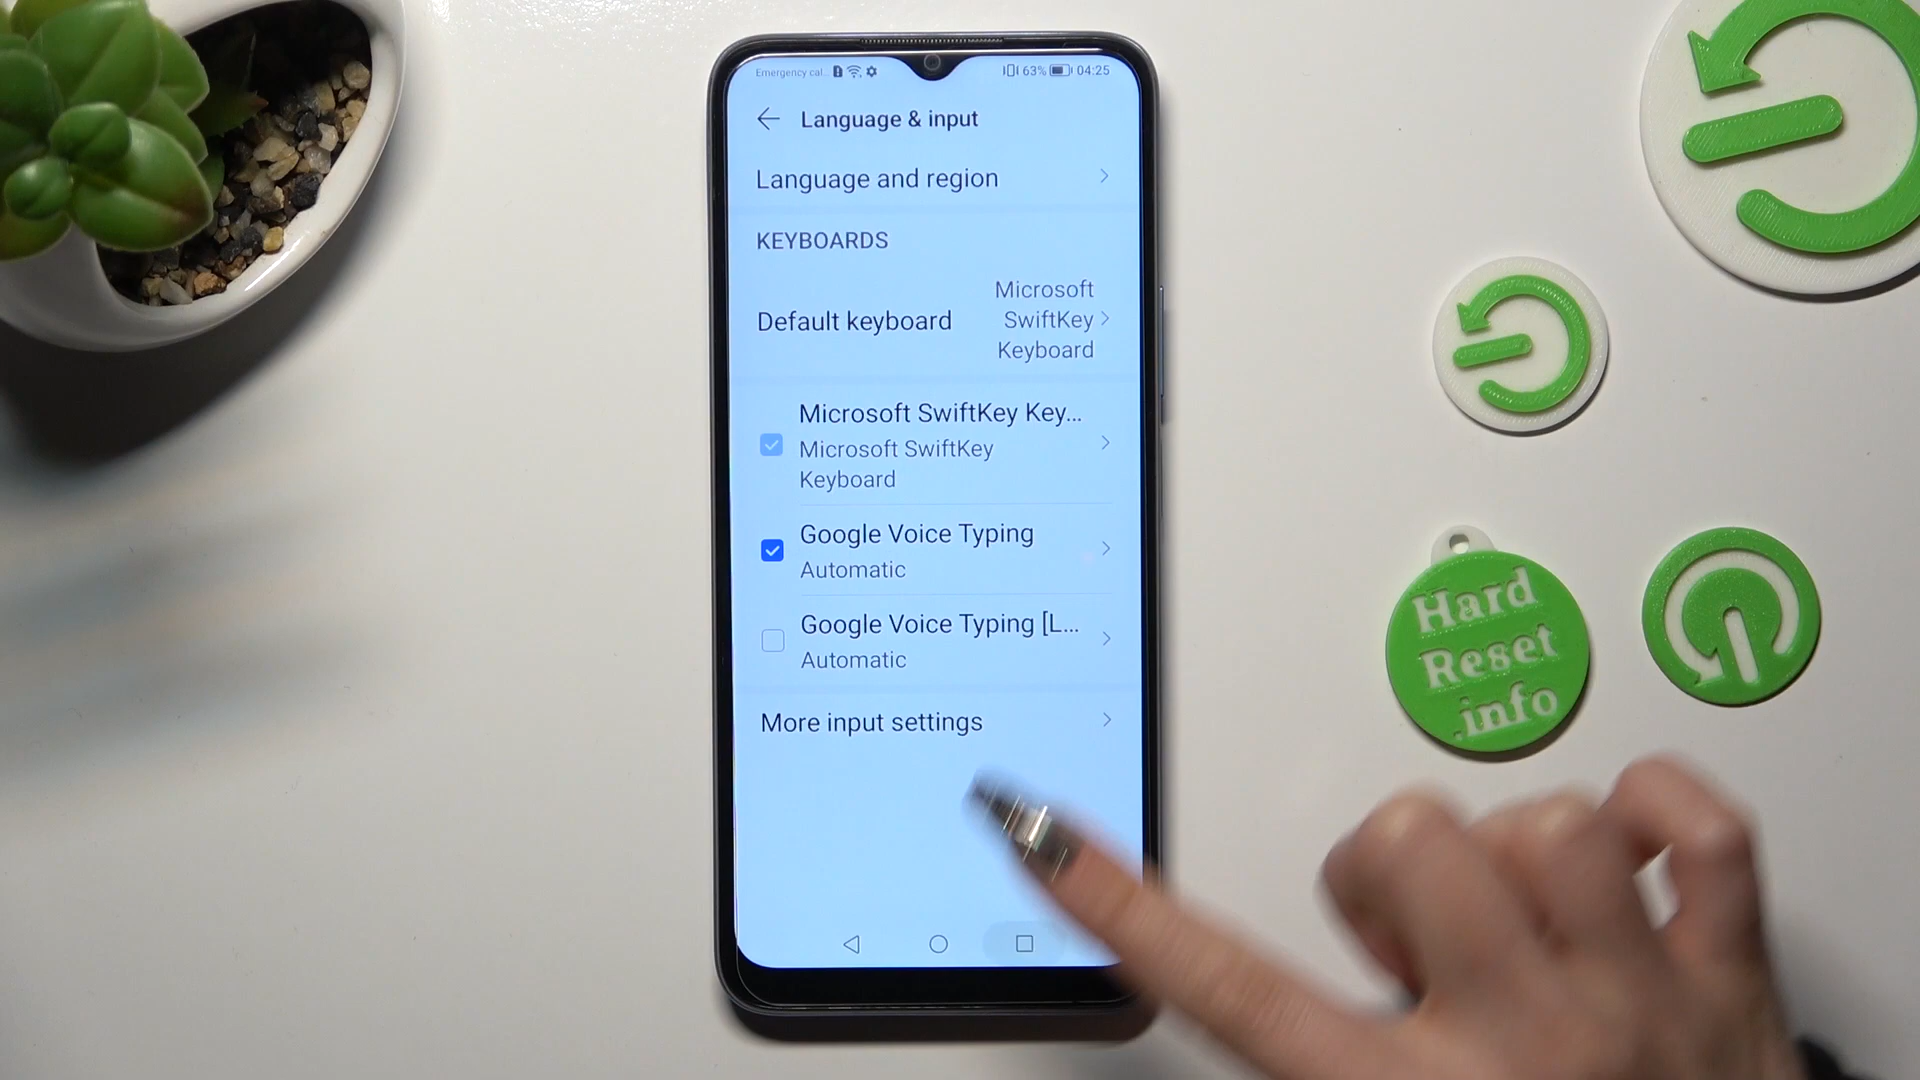 Emergency cal...
63%
04:25
Language & input
Language and region
KEYBOARDS
Default keyboard
Microsoft
SwiftKey
Keyboard
Microsoft SwiftKey Key...
Microsoft SwiftKey
Keyboard
Google Voice Typing
Automatic
Google Voice Typing [L...
Automatic
More input settings
Hard
Reset
.info